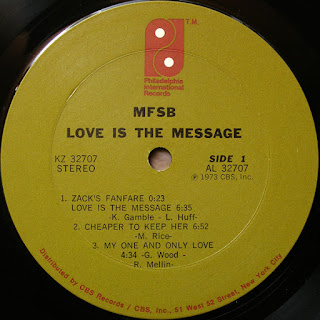 T.M.
Philadelphia
International
Records
MFSB
LOVE IS THE MESSAGE
KZ 32707
STEREO
SIDE 1
AL 32707
℗ 1973 CBS, Inc.
1. ZACK'S FANFARE 0:23
LOVE IS THE MESSAGE 6:35
-K. Gamble - L. Huff-
2. CHEAPER TO KEEP HER 6:52
-M. Rice-
3. MY ONE AND ONLY LOVE
4:34 -G. Wood -
R. Mellin-
Distributed by CBS Records / CBS, Inc., 51 West 52 Street, New York City